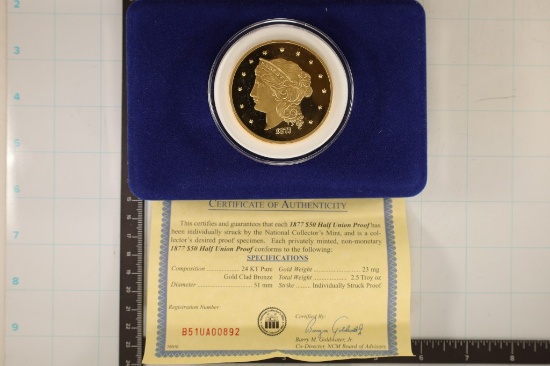 1877
CERTIFICATE OF AUTHENTICITY
This certifies and guarantees that each 1877 $50 Half Union Proof has
been individually struck by the National Collector's Mint, and is a col-
lector's desired proof specimen. Each privately minted, non-monetary
1877 $50 Half Union Proof conforms to the following:
SPECIFICATIONS
Composition .......... 24 KT Pure
Gold Clad Bronze
Diameter .......... 51 mm
Gold Weight .......... 23 mg
Total Weight .......... 2.5 Troy oz
Strike ...... Individually Struck Proof
Registration Number
B51UA00892
Certified By
Barry M. Goldwater, Jr
Co-Director, NCM Board of Advisors
2
3
4
5
6
7
8
9